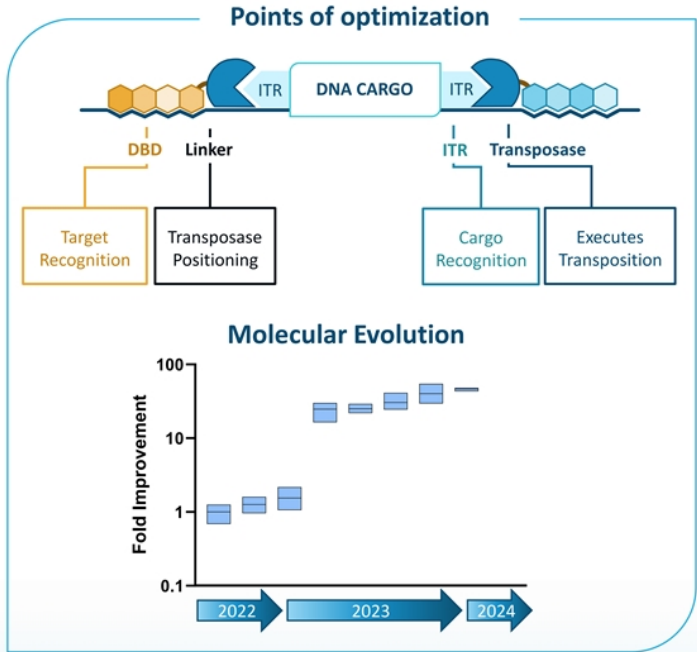 Points of optimization
ITR
DNA CARGO
ITR
DBD
Linker
ITR
Transposase
Target
Recognition
Transposase
Positioning
Cargo
Recognition
Executes
Transposition
Molecular Evolution
Fold Improvement
100
10
1
0.1
2022
2023
2024